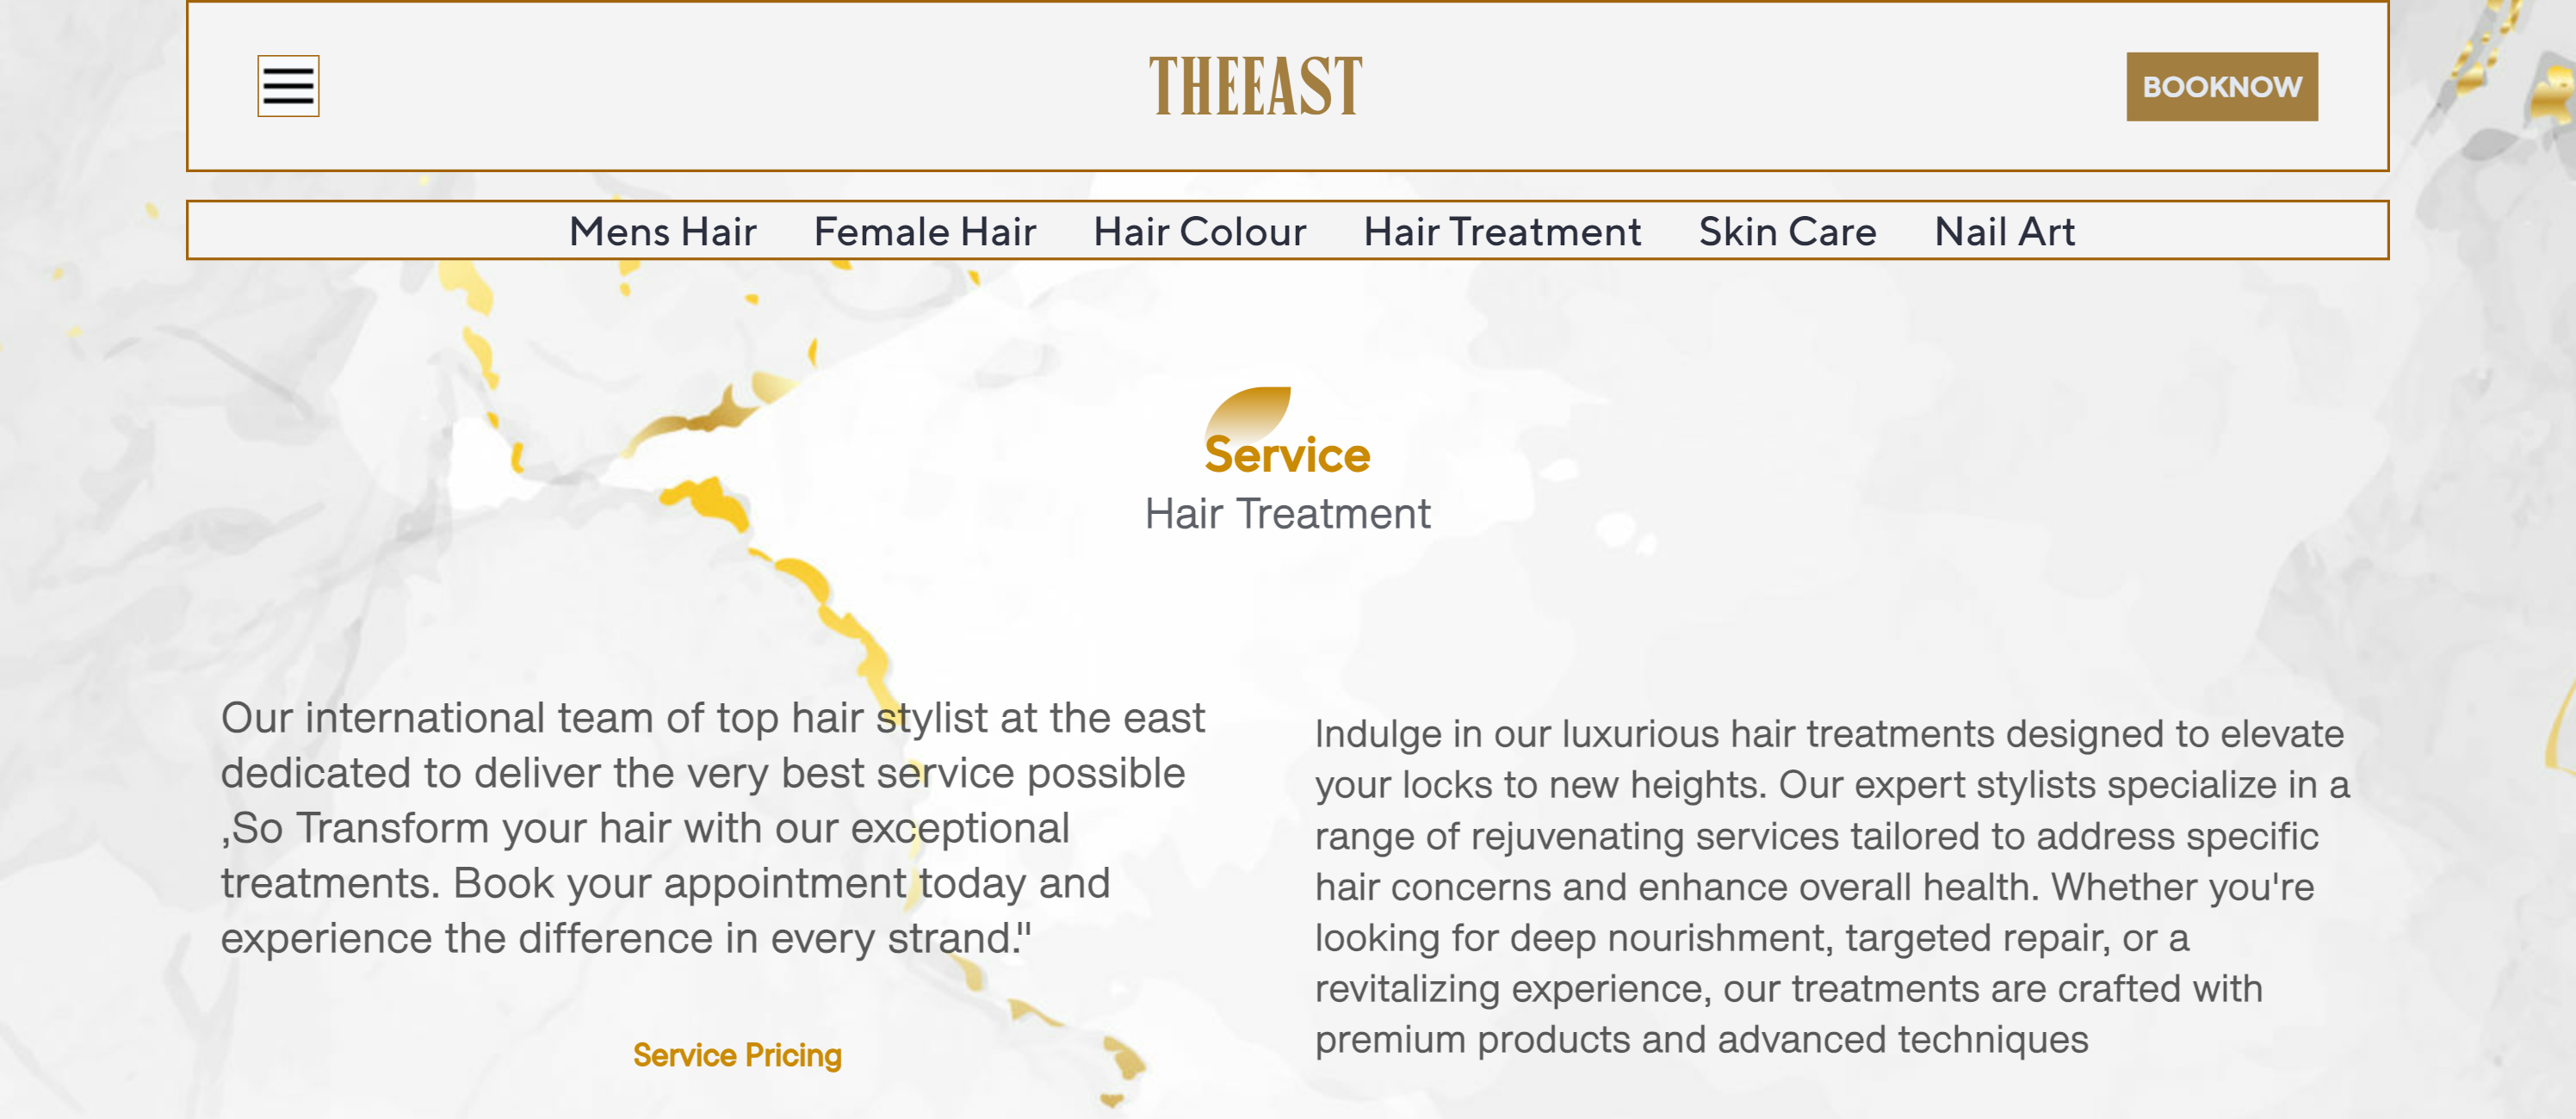 THEEAST
BOOKNOW
Mens Hair Female Hair Hair Colour Hair Treatment Skin Care Nail Art
Service
Hair Treatment
Our international team of top hair stylist at the east
dedicated to deliver the very best service possible
,So Transform your hair with our exceptional
treatments. Book your appointment today and
experience the difference in every strand."
Service Pricing
Indulge in our luxurious hair treatments designed to elevate
your locks to new heights. Our expert stylists specialize in a
range of rejuvenating services tailored to address specific
hair concerns and enhance overall health. Whether you're
looking for deep nourishment, targeted repair, or a
revitalizing experience, our treatments are crafted with
premium products and advanced techniques